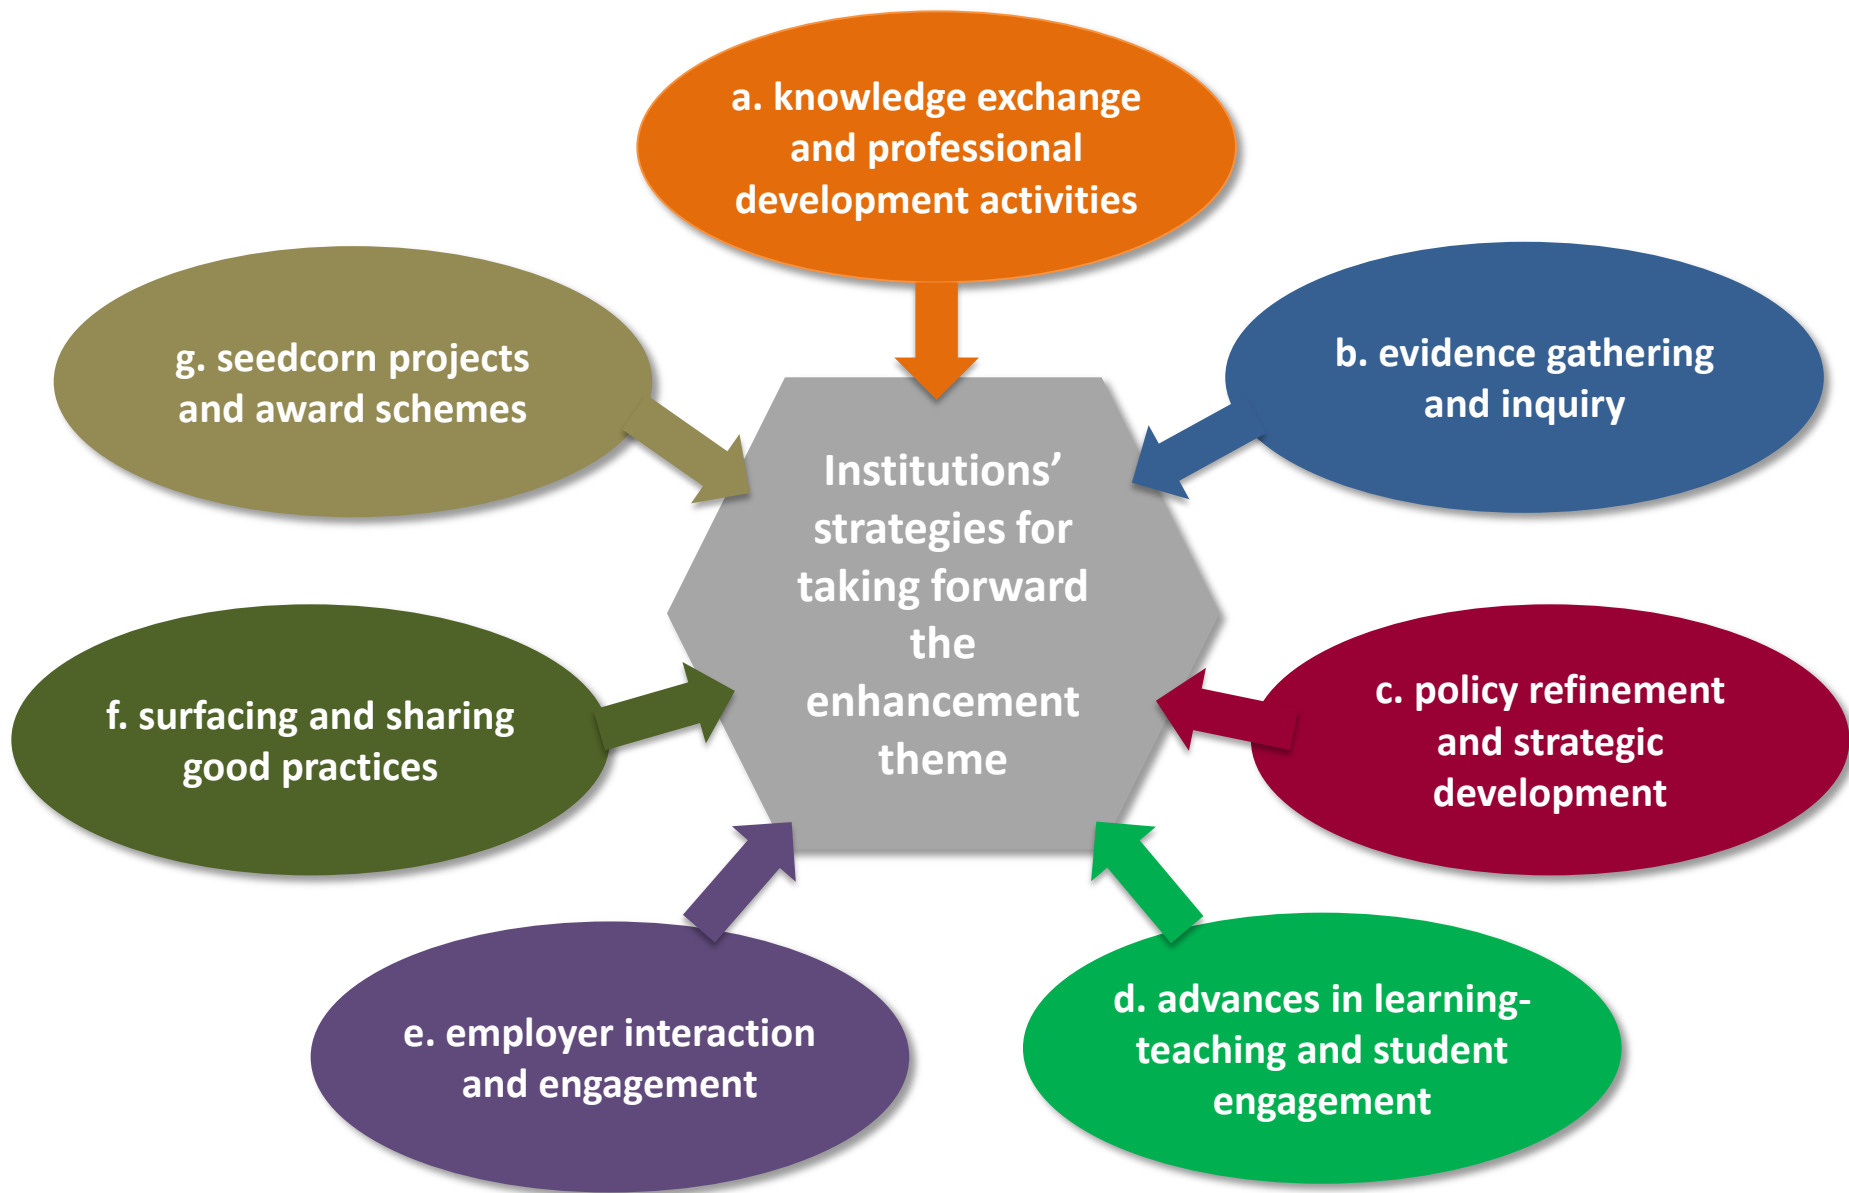 a. knowledge exchange
and professional
development activities
b. evidence gathering
and inquiry
c. policy refinement
and strategic
development
d. advances in learning-
teaching and student
engagement
e. employer interaction
and engagement
f. surfacing and sharing
good practices
g. seedcorn projects
and award schemes
Institutions’
strategies for
taking forward
the
enhancement
theme